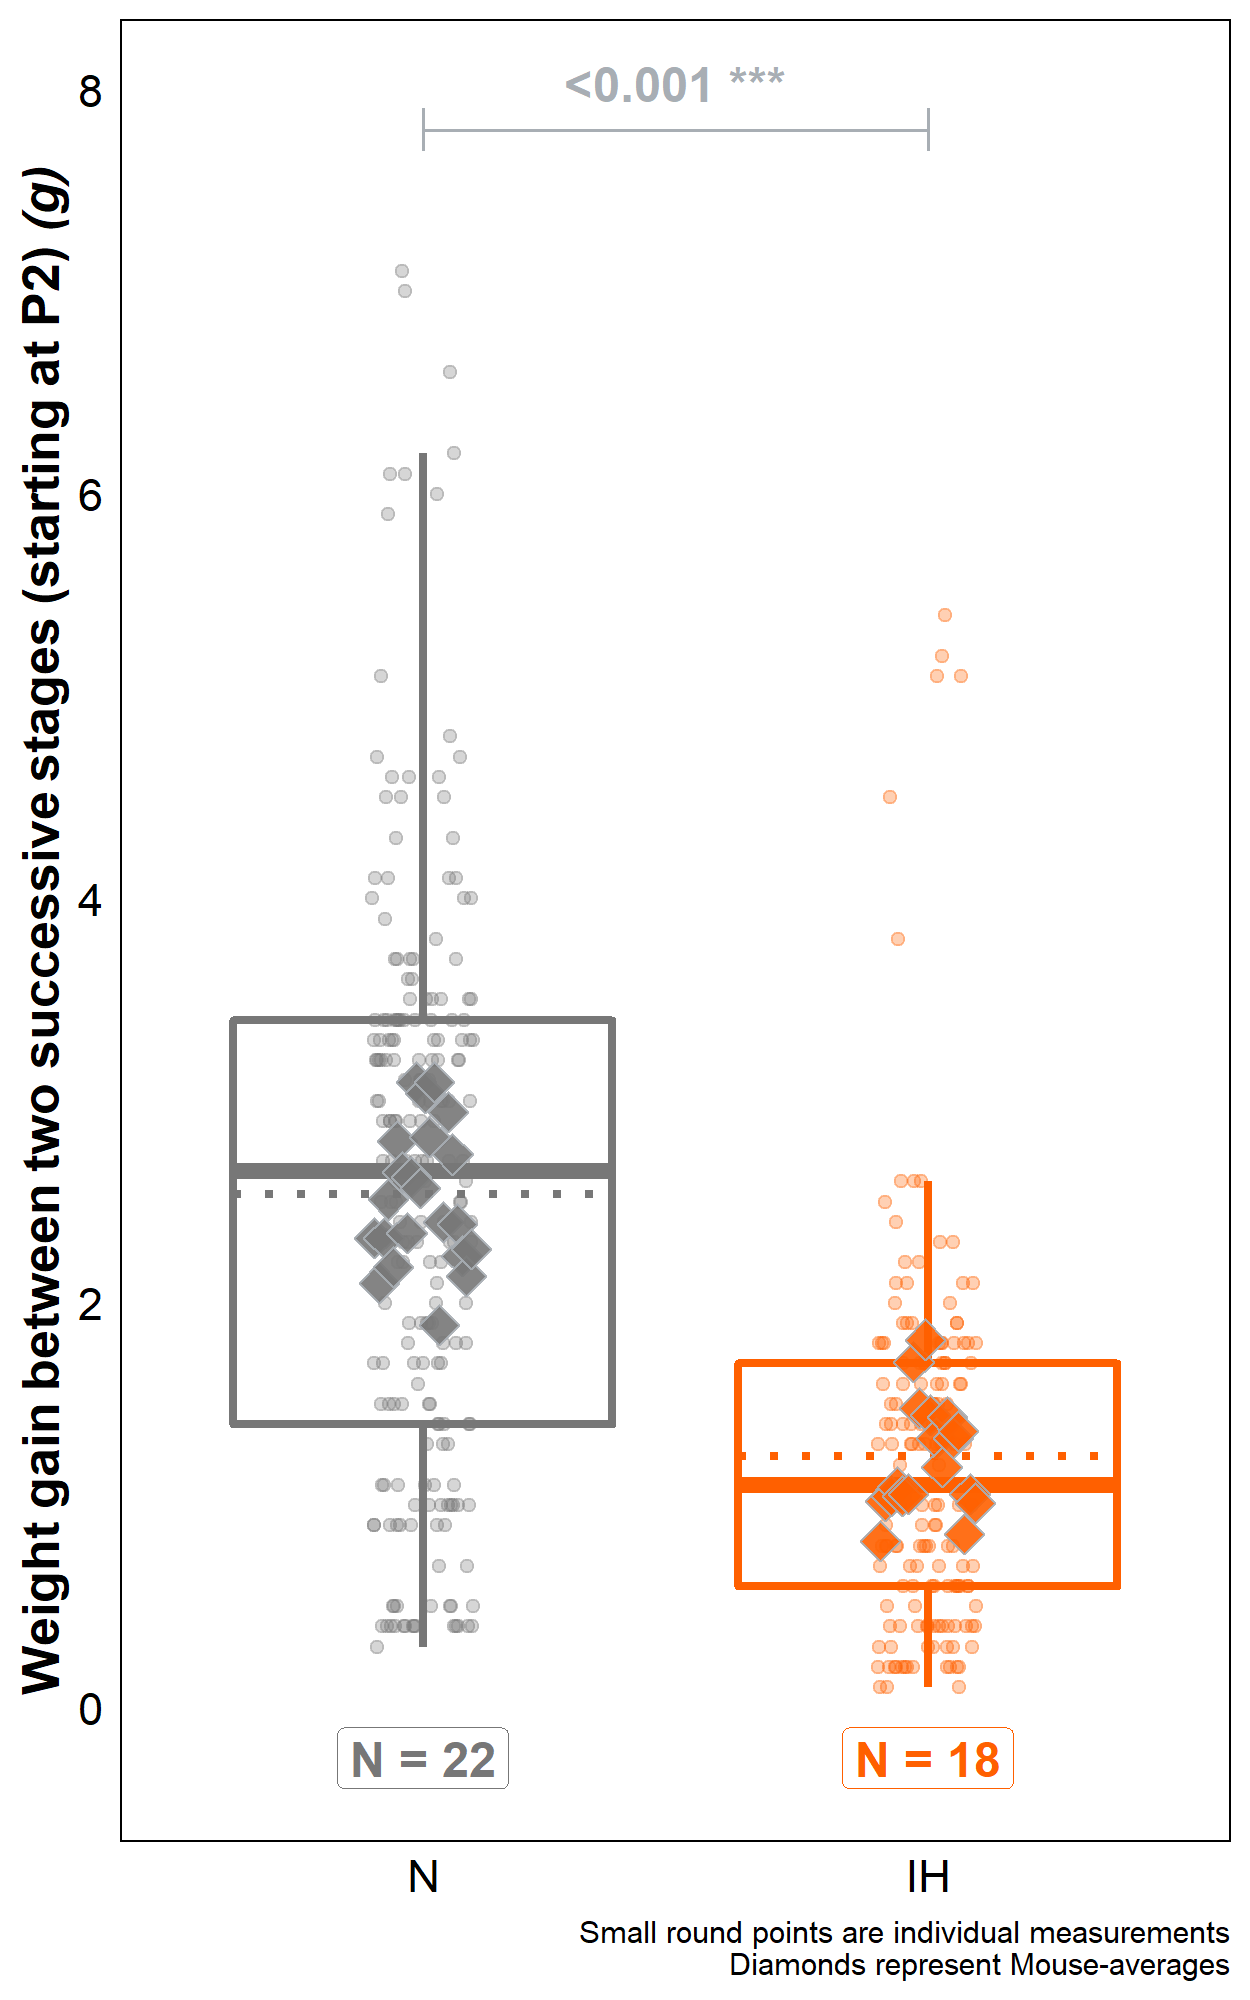 <0.001 ***
8
6
4
2
0
Weight gain between two successive stages (starting at P2) (g)
N = 22
N = 18
N
IH
Small round points are individual measurements
Diamonds represent Mouse-averages